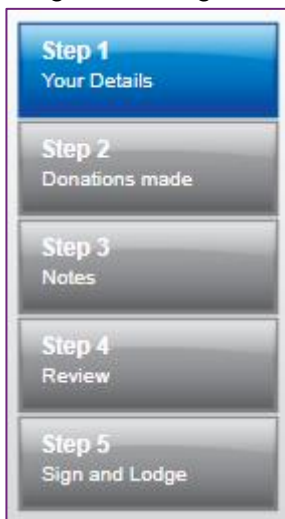 Step 1
Your Details
Step 2
Donations made
Step 3
Notes
Step 4
Review
Step 5
Sign and Lodge